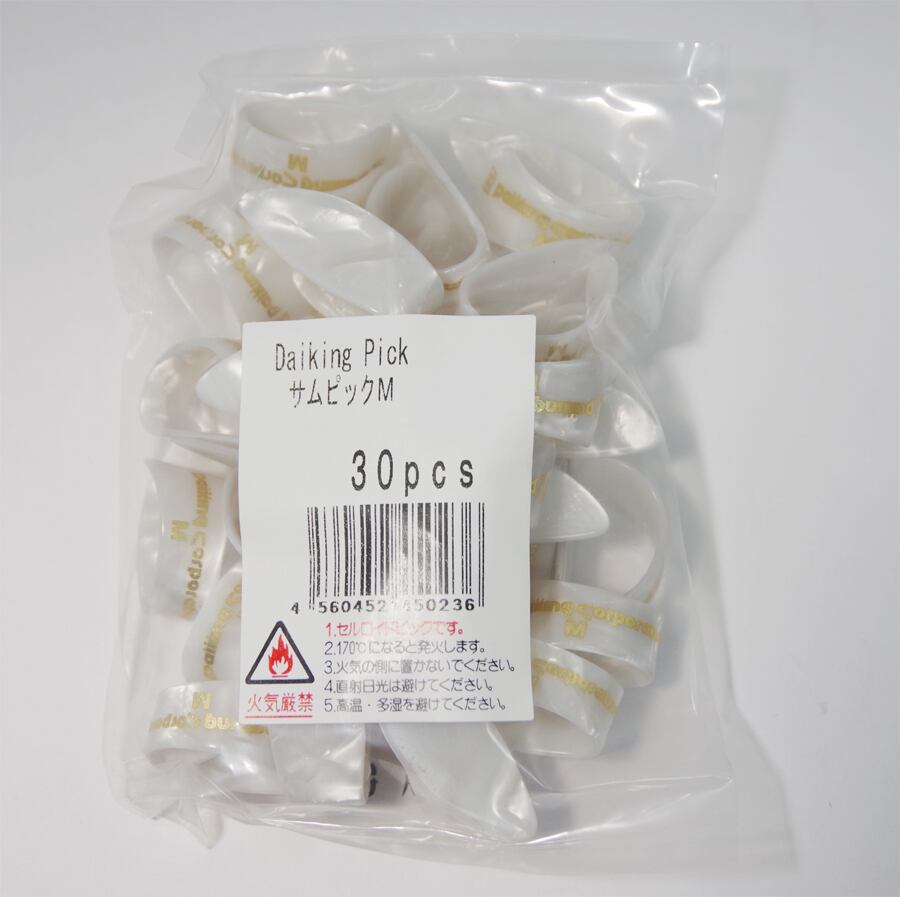 M
Daiking Corporation
M
Daiking Pick
サムピックM
30pcs
4 560452 450236
火気厳禁
1.セルロイドピックです。
2.170℃になると発火します。
3.火気の側に置かないでください。
4.直射日光は避けてください。
5.高温・多湿を避けてください。
M
M
M